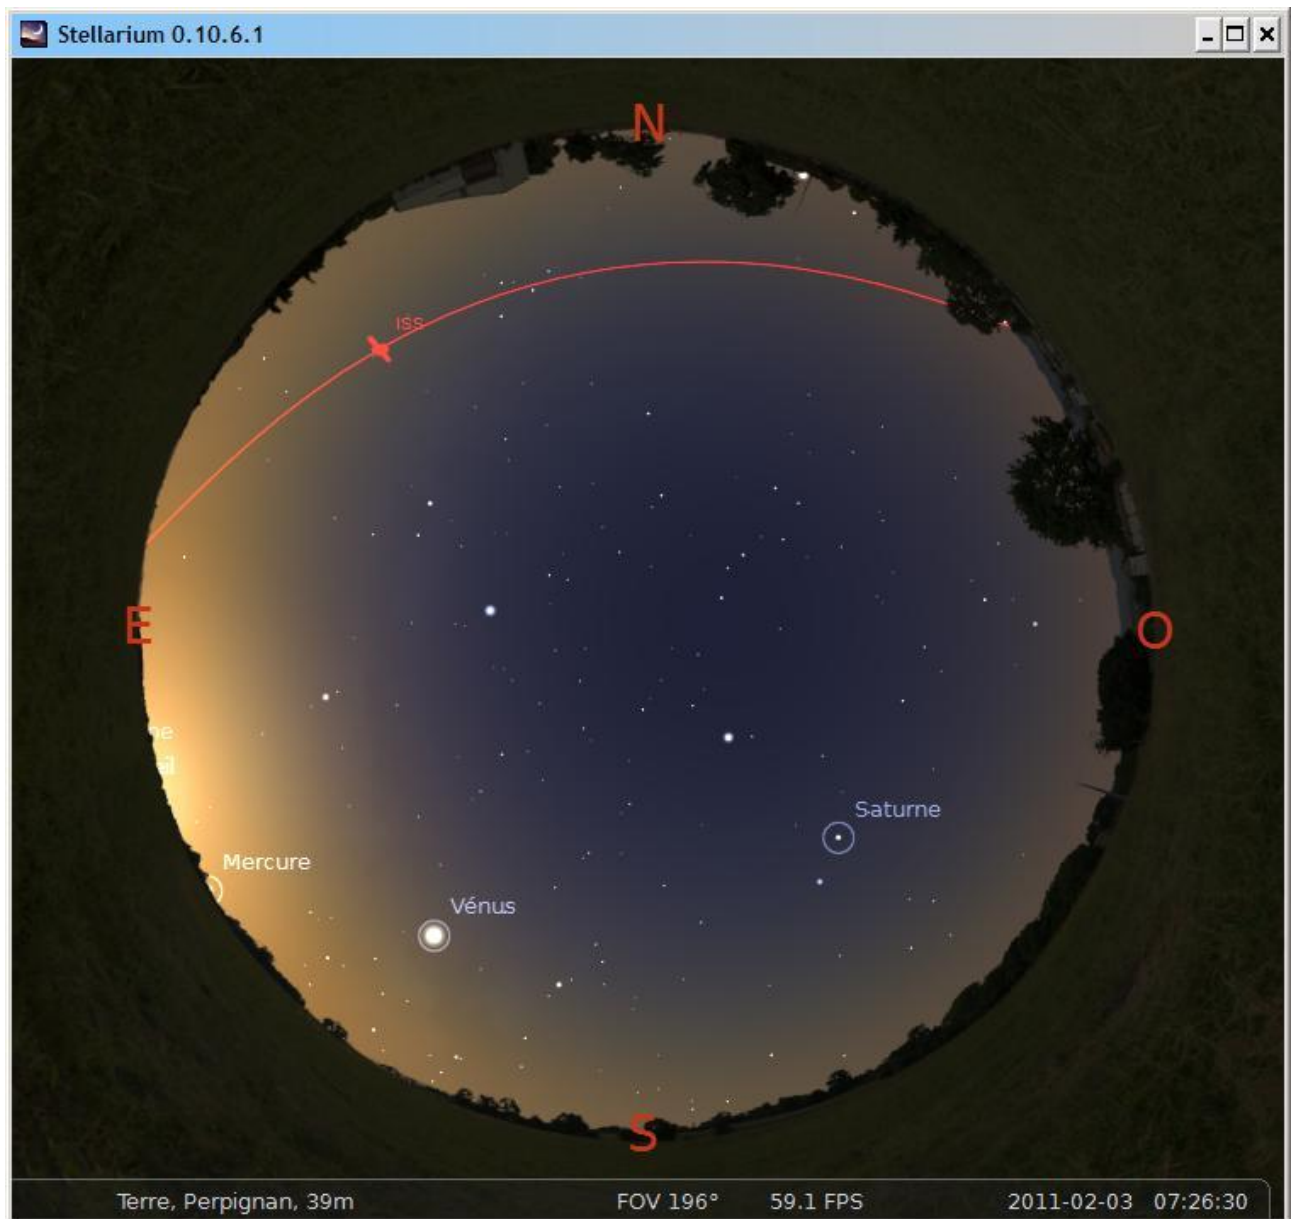 Stellarium 0.10.6.1
N
ISS
E
O
Saturne
Mercure
Vénus
S
Terre, Perpignan, 39m FOV 196° 59.1 FPS 2011-02-03 07:26:30